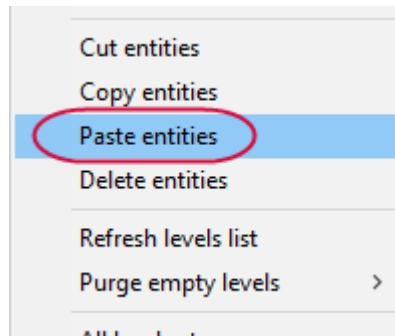 Cut entities
Copy entities
Paste entities
Delete entities
Refresh levels list
Purge empty levels